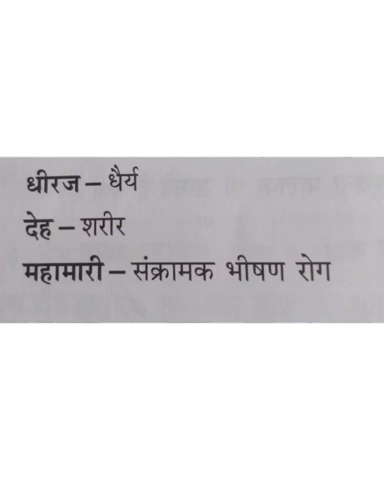 धीरज – धैर्य
देह – शरीर
महामारी – संक्रामक भीषण रोग